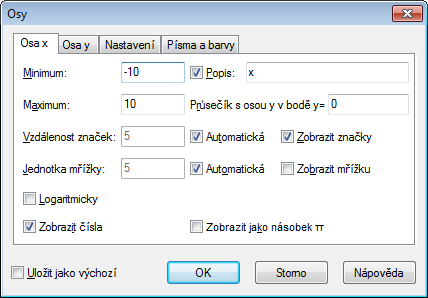 Osy
Osa x Osa y Nastavení Písma a barvy
Minimum: -10 Popis: x
Maximum: 10 Průsečík s osou y v bodě y= 0
Vzdálenost značek: 5 Automatická Zobrazit značky
Jednotka mřížky: 5 Automatická Zobrazit mřížku
Logaritmicky
Zobrazit čísla Zobrazit jako násobek π
Uložit jako výchozí OK Storno Nápověda